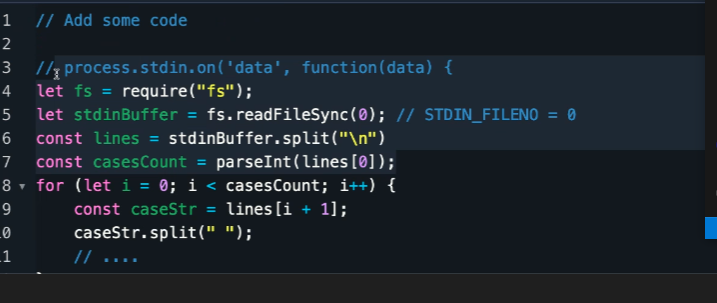 1 // Add some code
2
3 // process.stdin.on('data', function(data) {
4 let fs = require("fs");
5 let stdinBuffer = fs.readFileSync(0); // STDIN_FILENO = 0
6 const lines = stdinBuffer.split("\n")
7 const casesCount = parseInt(lines[0]);
8 for (let i = 0; i < casesCount; i++) {
9 const caseStr = lines[i + 1];
0 caseStr.split(" ");
1 // ....